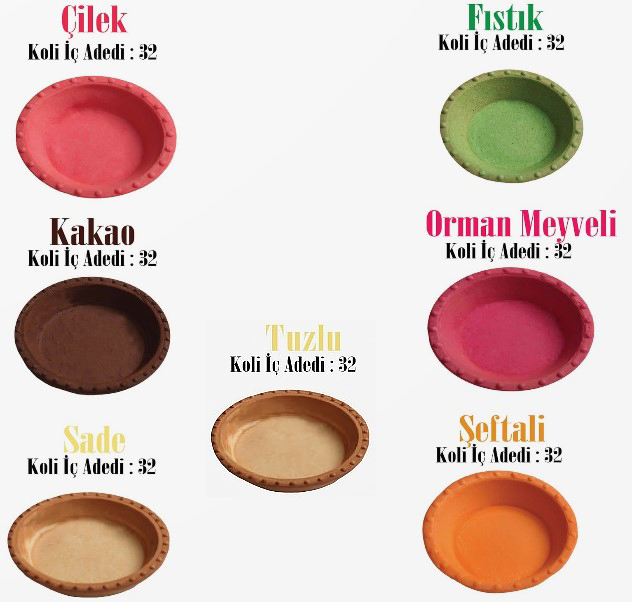 Çilek
Koli İç Adedi : 32
Fıstık
Koli İç Adedi : 32
Kakao
Koli İç Adedi : 32
Orman Meyveli
Koli İç Adedi : 32
Tuzlu
Koli İç Adedi : 32
Sade
Koli İç Adedi : 32
Şeftali
Koli İç Adedi : 32